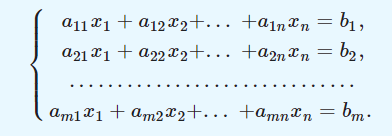 a₁₁x₁ + a₁₂x₂+... +a₁ₙxₙ = b₁,
a₂₁x₁ + a₂₂x₂+... +a₂ₙxₙ = b₂,
..............................
aₘ₁x₁ + aₘ₂x₂+... +aₘₙxₙ = bₘ.